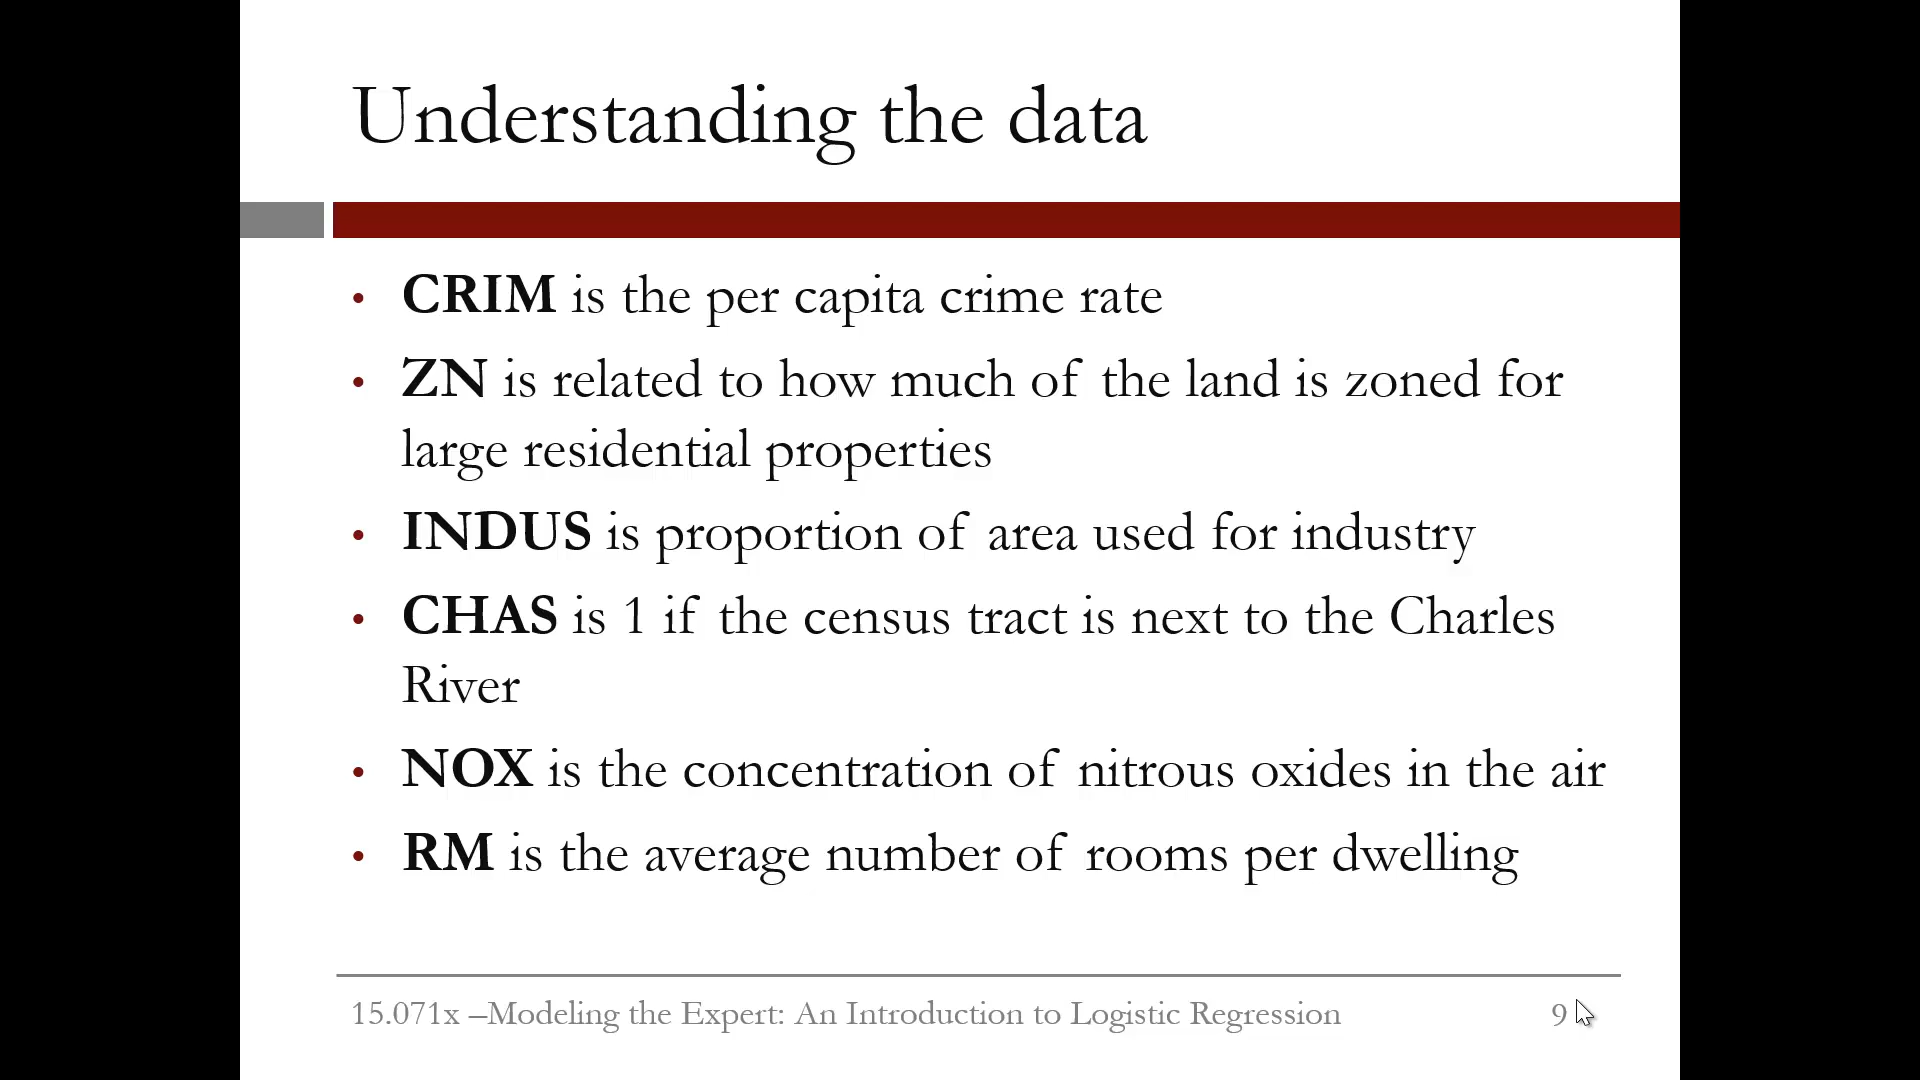 Understanding the data
• CRIM is the per capita crime rate
• ZN is related to how much of the land is zoned for
large residential properties
• INDUS is proportion of area used for industry
• CHAS is 1 if the census tract is next to the Charles
River
• NOX is the concentration of nitrous oxides in the air
• RM is the average number of rooms per dwelling
15.071x –Modeling the Expert: An Introduction to Logistic Regression 9